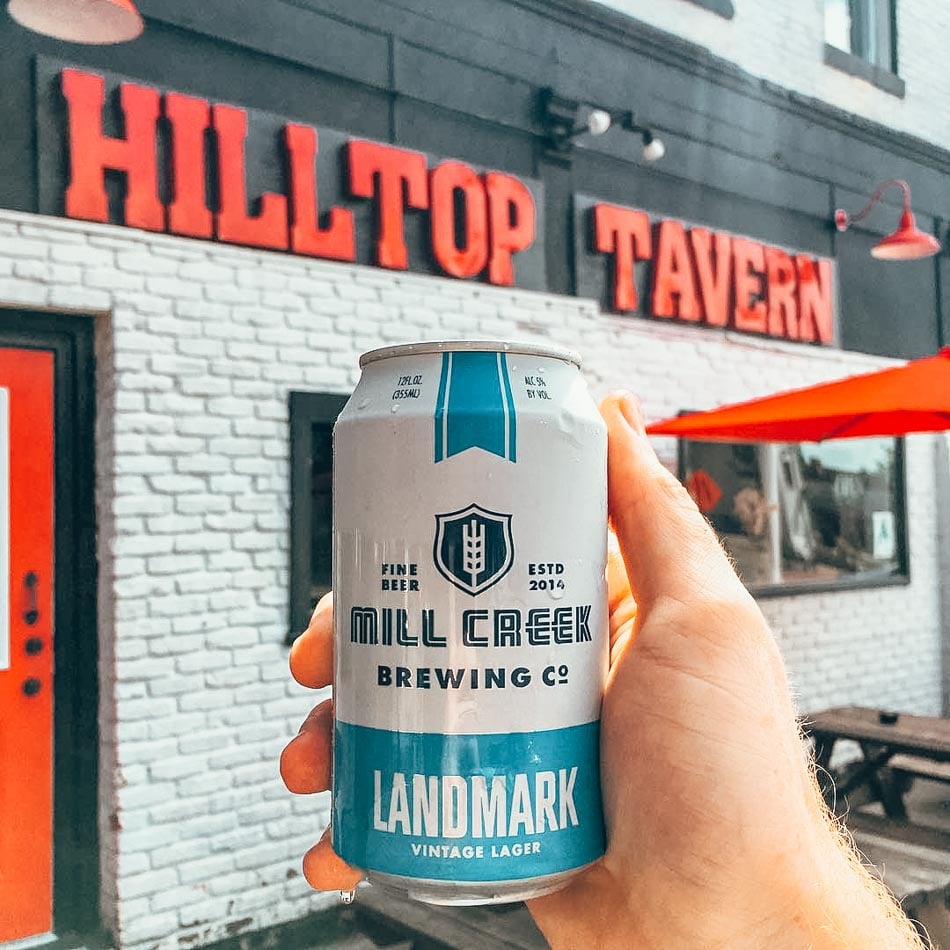 HILLTOP TAVERN
12FL.OZ.
(355ML)
ALC 5%
BY VOL.
FINE
BEER
ESTD
2014
MILL CREEK
BREWING Cº
LANDMARK
VINTAGE LAGER